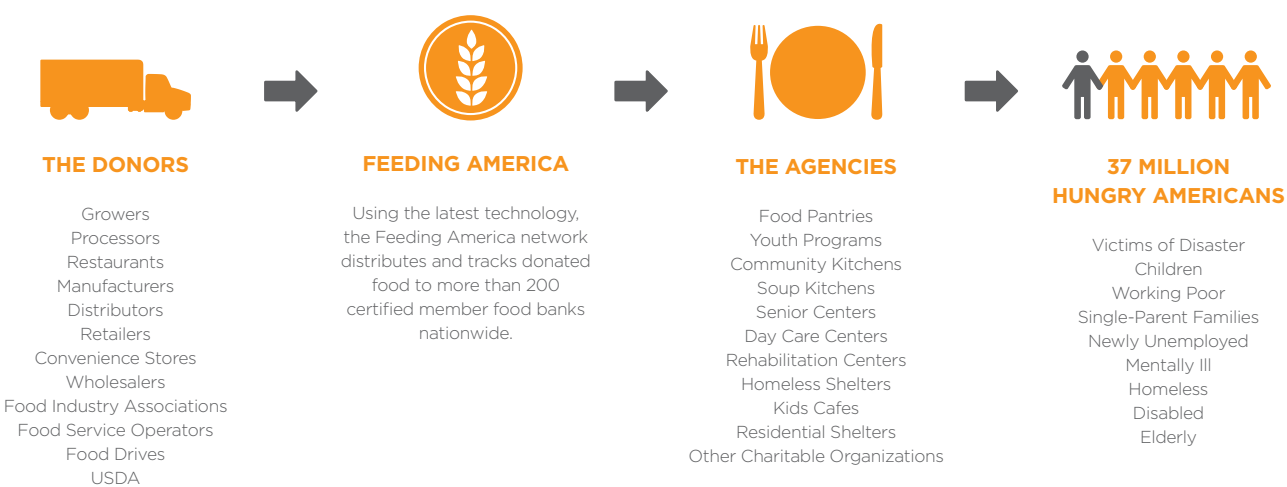 THE DONORS
Growers
Processors
Restaurants
Manufacturers
Distributors
Retailers
Convenience Stores
Wholesalers
Food Industry Associations
Food Service Operators
Food Drives
USDA
FEEDING AMERICA
Using the latest technology,
the Feeding America network
distributes and tracks donated
food to more than 200
certified member food banks
nationwide.
THE AGENCIES
Food Pantries
Youth Programs
Community Kitchens
Soup Kitchens
Senior Centers
Day Care Centers
Rehabilitation Centers
Homeless Shelters
Kids Cafes
Residential Shelters
Other Charitable Organizations
37 MILLION
HUNGRY AMERICANS
Victims of Disaster
Children
Working Poor
Single-Parent Families
Newly Unemployed
Mentally Ill
Homeless
Disabled
Elderly